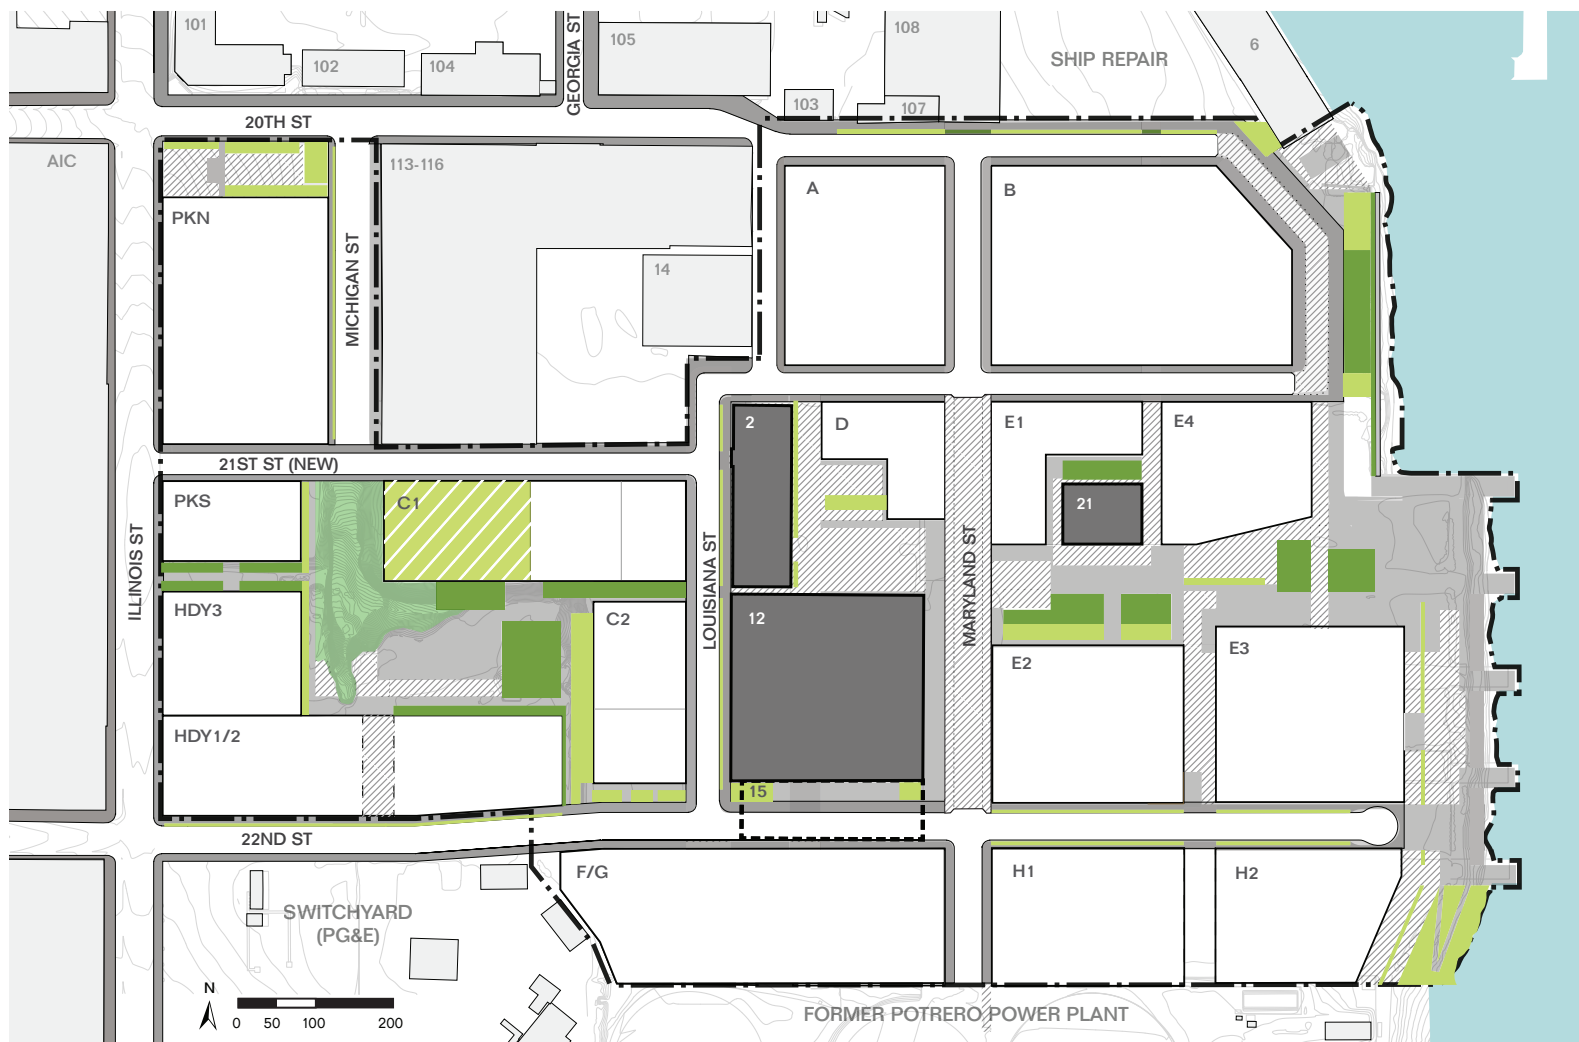 101
102
104
GEORGIA ST
105
103
108
107
SHIP REPAIR
6
20TH ST
AIC
PKN
MICHIGAN ST
113-116
14
A
B
21ST ST (NEW)
PKS
C1
2
D
E1
E4
21
ILLINOIS ST
HDY3
C2
LOUISIANA ST
12
MARYLAND ST
E2
E3
HDY1/2
15
22ND ST
F/G
H1
H2
SWITCHYARD
(PG&E)
N
0 50 100 200
FORMER POTRERO POWER PLANT